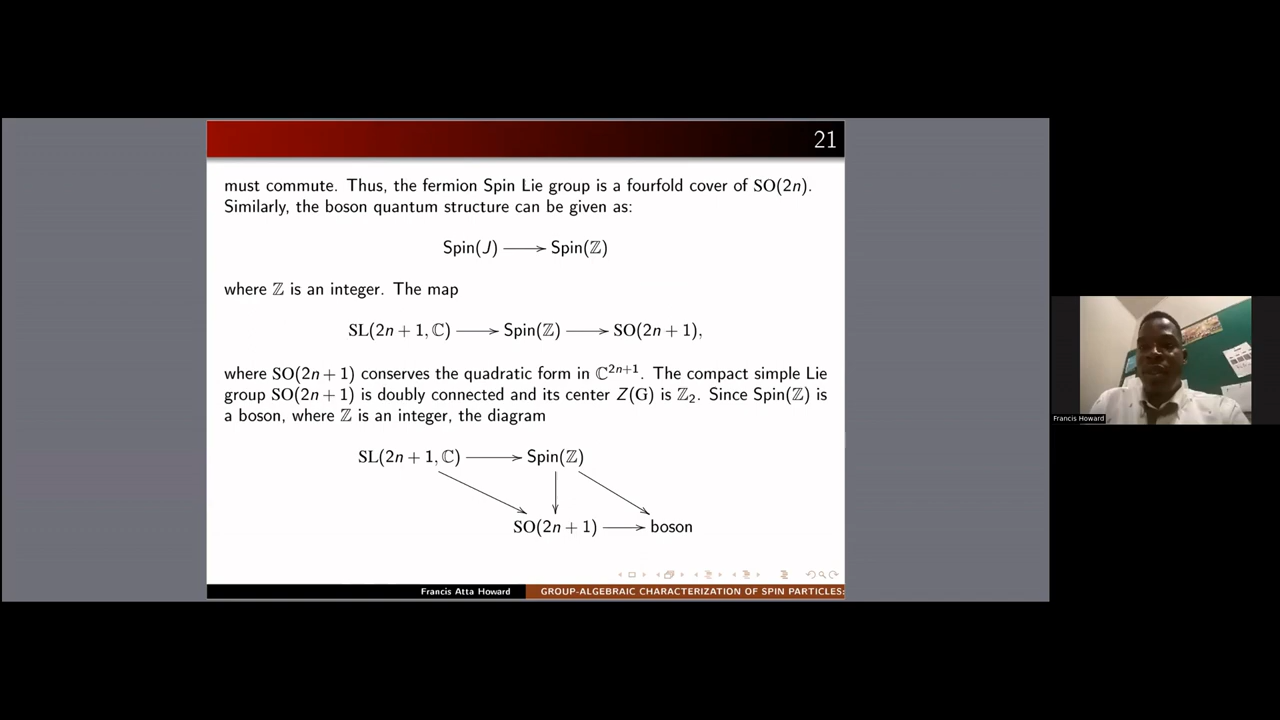 21
must commute. Thus, the fermion Spin Lie group is a fourfold cover of SO(2n).
Similarly, the boson quantum structure can be given as:
Spin(J) ⟶ Spin(ℤ)
where ℤ is an integer. The map
SL(2n + 1, ℂ) ⟶ Spin(ℤ) ⟶ SO(2n + 1),
where SO(2n + 1) conserves the quadratic form in ℂ²ⁿ⁺¹. The compact simple Lie
group SO(2n + 1) is doubly connected and its center Z(G) is ℤ₂. Since Spin(ℤ) is
a boson, where ℤ is an integer, the diagram
SL(2n + 1, ℂ) ⟶ Spin(ℤ)
SO(2n + 1) ⟶ boson
Francis Atta Howard GROUP-ALGEBRAIC CHARACTERIZATION OF SPIN PARTICLES:
Francis Howard